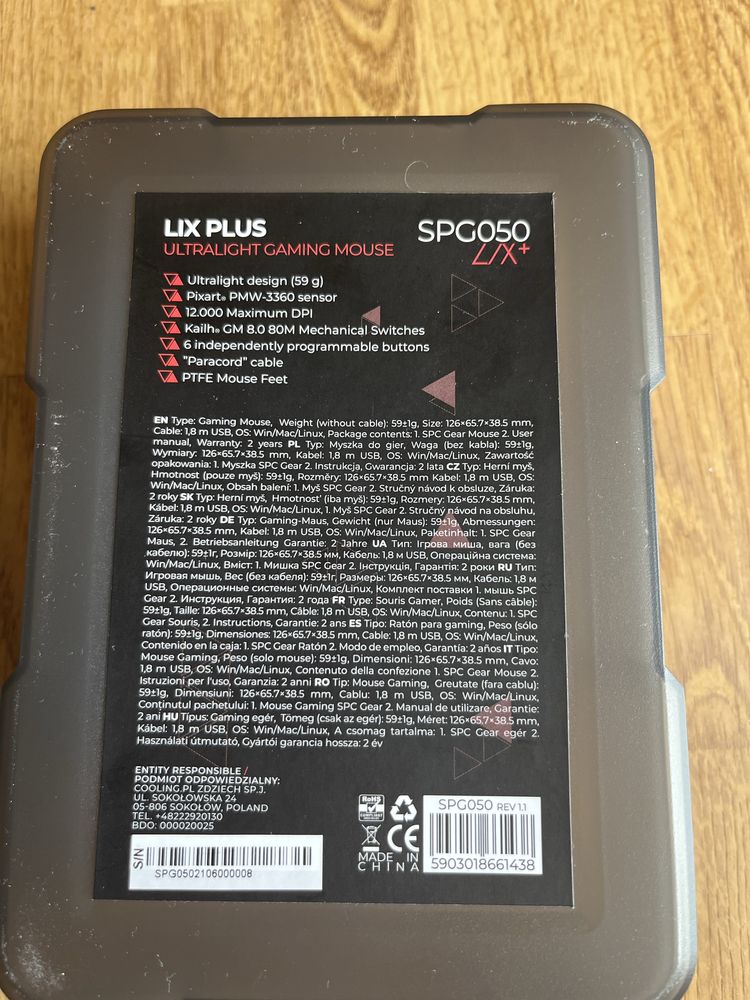 LIX PLUS
ULTRALIGHT GAMING MOUSE
SPG050
LIX+
Ultralight design (59 g)
Pixart® PMW-3360 sensor
12.000 Maximum DPI
Kailh® GM 8.0 80M Mechanical Switches
6 independently programmable buttons
"Paracord" cable
PTFE Mouse Feet
EN Type: Gaming Mouse, Weight (without cable): 59±1g, Size: 126×65.7×38.5 mm,
Cable: 1,8 m USB, OS: Win/Mac/Linux, Package contents: 1. SPC Gear Mouse 2. User
manual, Warranty: 2 years PL Typ: Myszka do gier, Waga (bez kabla): 59±1g,
Wymiary: 126×65.7×38.5 mm, Kabel: 1,8 m USB, OS: Win/Mac/Linux, Zawartość
opakowania: 1. Myszka SPC Gear 2. Instrukcja, Gwarancja: 2 lata CZ Typ: Herní myš,
Hmotnost (pouze myš): 59±1g, Rozměry: 126×65.7×38.5 mm Kabel: 1,8 m USB, OS:
Win/Mac/Linux, Obsah balení: 1. Myš SPC Gear 2. Stručný návod k obsluze, Záruka:
2 roky SK Typ: Herní myš, Hmotnosť (iba myš): 59±1g, Rozmery: 126×65.7×38.5 mm,
Kábel: 1,8 m USB, OS: Win/Mac/Linux, 1. Myš SPC Gear 2. Stručný návod na obsluhu,
Záruka: 2 roky DE Typ: Gaming-Maus, Gewicht (nur Maus): 59±1g, Abmessungen:
126×65.7×38.5 mm, Kabel: 1,8 m USB, OS: Win/Mac/Linux, Paketinhalt: 1. SPC Gear
Maus, 2. Betriebsanleitung Garantie: 2 Jahre UA Тип: Ігрова миша, вага (без
кабелю): 59±1г, Розмір: 126×65.7×38.5 мм, Кабель: 1,8 м USB, Операційна система:
Win/Mac/Linux, Вміст: 1. Мишка SPC Gear 2. Інструкція, Гарантія: 2 роки RU Тип:
Игровая мышь, Вес (без кабеля): 59±1г, Размеры: 126×65.7×38.5 мм, Кабель: 1,8 м
USB, Операционные системы: Win/Mac/Linux, Комплект поставки 1. мышь SPC
Gear 2. Инструкция, Гарантия: 2 года FR Type: Souris Gamer, Poids (Sans câble):
59±1g, Taille: 126×65.7×38.5 mm, Câble: 1,8 m USB, OS: Win/Mac/Linux, Contenu: 1. SPC
Gear Souris, 2. Instructions, Garantie: 2 ans ES Tipo: Ratón para gaming, Peso (sólo
ratón): 59±1g, Dimensiones: 126×65.7×38.5 mm, Cable: 1,8 m USB, OS: Win/Mac/Linux,
Contenido en la caja: 1. SPC Gear Ratón 2. Modo de empleo, Garantía: 2 años IT Tipo:
Mouse Gaming, Peso (solo mouse): 59±1g, Dimensioni: 126×65.7×38.5 mm, Cavo:
1,8 m USB, OS: Win/Mac/Linux, Contenuto della confezione 1. SPC Gear Mouse 2.
Istruzioni per l'uso, Garanzia: 2 anni RO Tip: Mouse Gaming, Greutate (fara cablu):
59±1g, Dimensiuni: 126×65.7×38.5 mm, Cablu: 1,8 m USB, OS: Win/Mac/Linux,
Conținutul pachetului: 1. Mouse Gaming SPC Gear 2. Manual de utilizare, Garantie:
2 ani HU Típus: Gaming egér, Tömeg (csak az egér): 59±1g, Méret: 126×65.7×38.5 mm,
Kábel: 1,8 m USB, OS: Win/Mac/Linux, A csomag tartalma: 1. SPC Gear egér 2.
Használati útmutató, Gyártói garancia hossza: 2 év
ENTITY RESPONSIBLE /
PODMIOT ODPOWIEDZIALNY:
COOLING.PL ZDZIECH SP.J.
UL. SOKOŁOWSKA 24
05-806 SOKOŁÓW, POLAND
TEL. +48222920130
BDO: 000020025
RoHS
COMPLIANT
CE
MADE IN
CHINA
SPG050 REV 1.1
5903018661438
S/N
SPG0502106000008